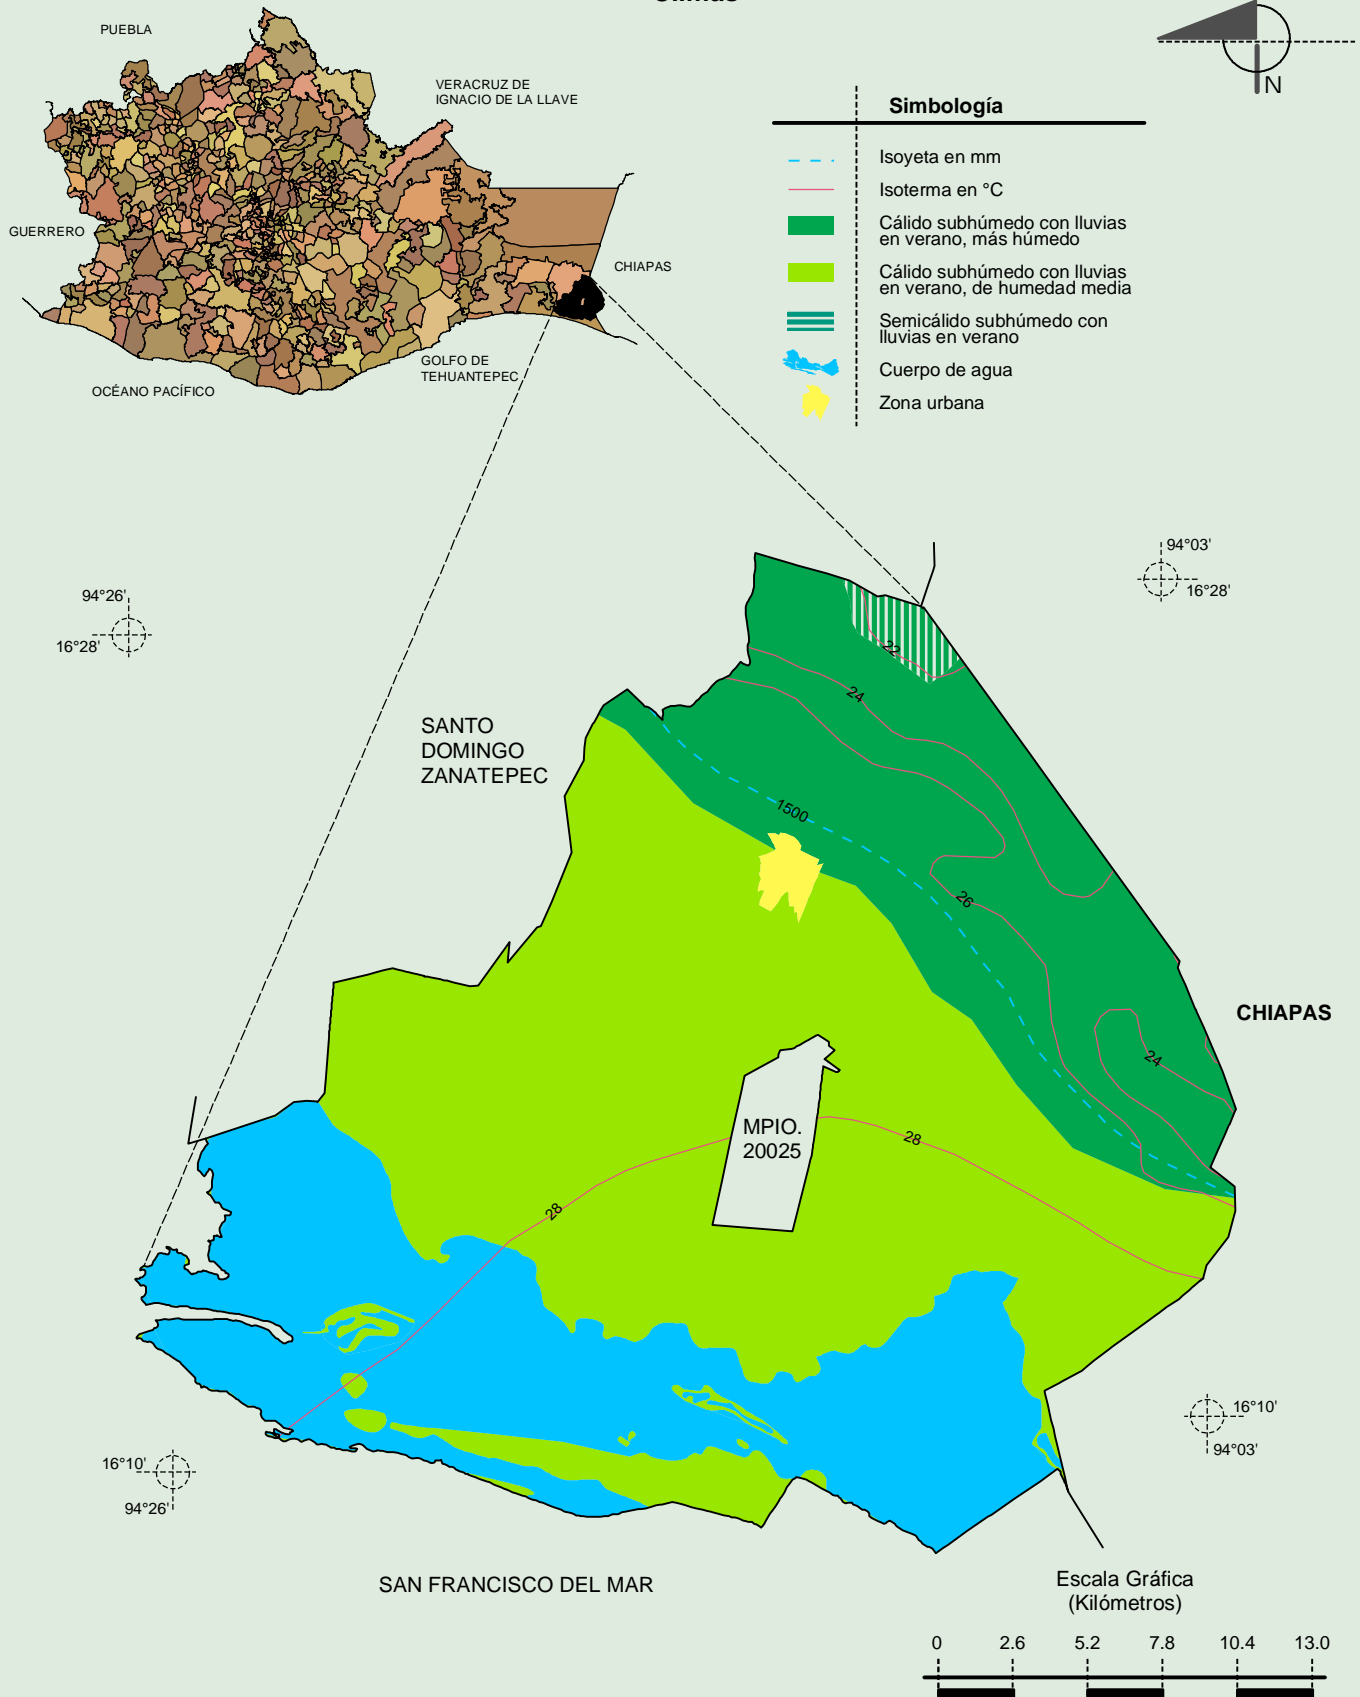 PUEBLA
VERACRUZ DE
IGNACIO DE LA LLAVE
GUERRERO
CHIAPAS
GOLFO DE
TEHUANTEPEC
OCÉANO PACÍFICO
N
Simbología
Isoyeta en mm
Isoterma en °C
Cálido subhúmedo con lluvias
en verano, más húmedo
Cálido subhúmedo con lluvias
en verano, de humedad media
Semicálido subhúmedo con
lluvias en verano
Cuerpo de agua
Zona urbana
94°03'
16°28'
94°26'
16°28'
22
24
SANTO
DOMINGO
ZANATEPEC
1500
26
CHIAPAS
24
MPIO.
20025
28
28
16°10'
94°03'
16°10'
94°26'
SAN FRANCISCO DEL MAR
Escala Gráfica
(Kilómetros)
0 2.6 5.2 7.8 10.4 13.0